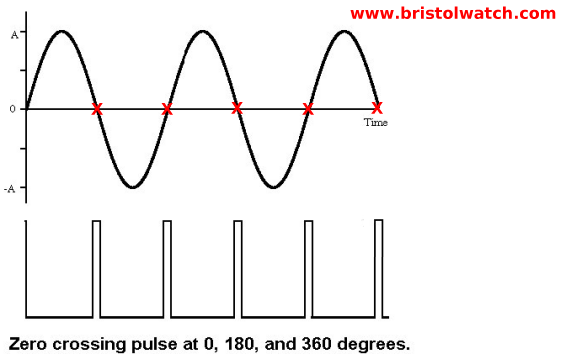 www.bristolwatch.com
A
0
Time
-A
Zero crossing pulse at 0, 180, and 360 degrees.